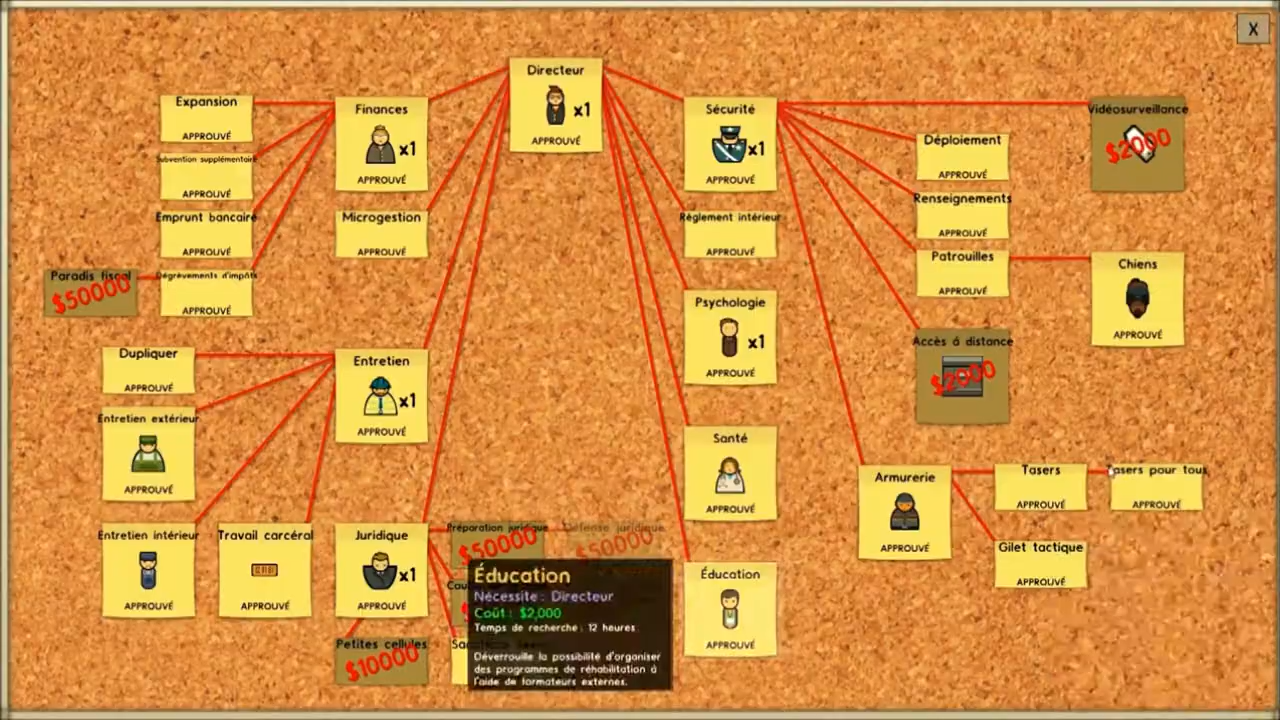 X
Directeur
x1
APPROUVÉ
Expansion
APPROUVÉ
Finances
x1
APPROUVÉ
Sécurité
x1
APPROUVÉ
Vidéosurveillance
$2000
Déploiement
APPROUVÉ
Subvention supplémentaire
APPROUVÉ
Renseignements
APPROUVÉ
Emprunt bancaire
APPROUVÉ
Microgestion
APPROUVÉ
Règlement intérieur
APPROUVÉ
Patrouilles
APPROUVÉ
Chiens
APPROUVÉ
Paradis fiscal
$50000
Dégrèvements d'impôts
APPROUVÉ
Psychologie
x1
APPROUVÉ
Accès à distance
$2000
Dupliquer
APPROUVÉ
Entretien
x1
APPROUVÉ
Entretien extérieur
APPROUVÉ
Santé
APPROUVÉ
Armurerie
APPROUVÉ
Tasers
APPROUVÉ
Tasers pour tous
APPROUVÉ
Entretien intérieur
APPROUVÉ
Travail carcéral
APPROUVÉ
Juridique
x1
APPROUVÉ
Préparation juridique
$50000
Défense juridique
$50000
Gilet tactique
APPROUVÉ
Petites cellules
$10000
Éducation
Nécessite : Directeur
Coût : $2,000
Temps de recherche : 12 heures
Déverrouille la possibilité d'organiser
des programmes de réhabilitation à
l'aide de formateurs externes.
Éducation
APPROUVÉ